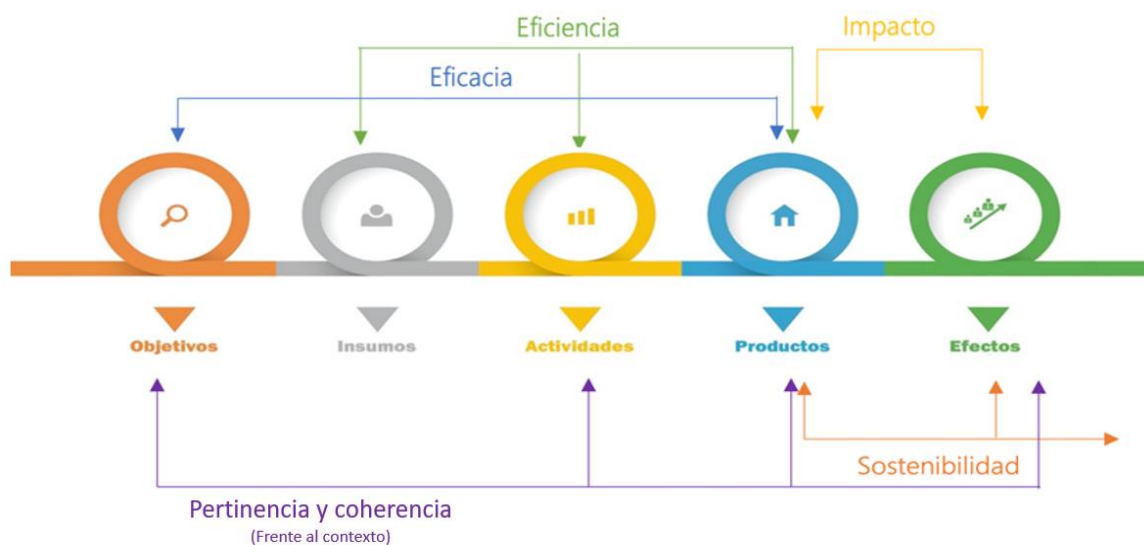 Eficiencia
Impacto
Eficacia
Objetivos
Insumos
Actividades
Productos
Efectos
Sostenibilidad
Pertinencia y coherencia
(Frente al contexto)